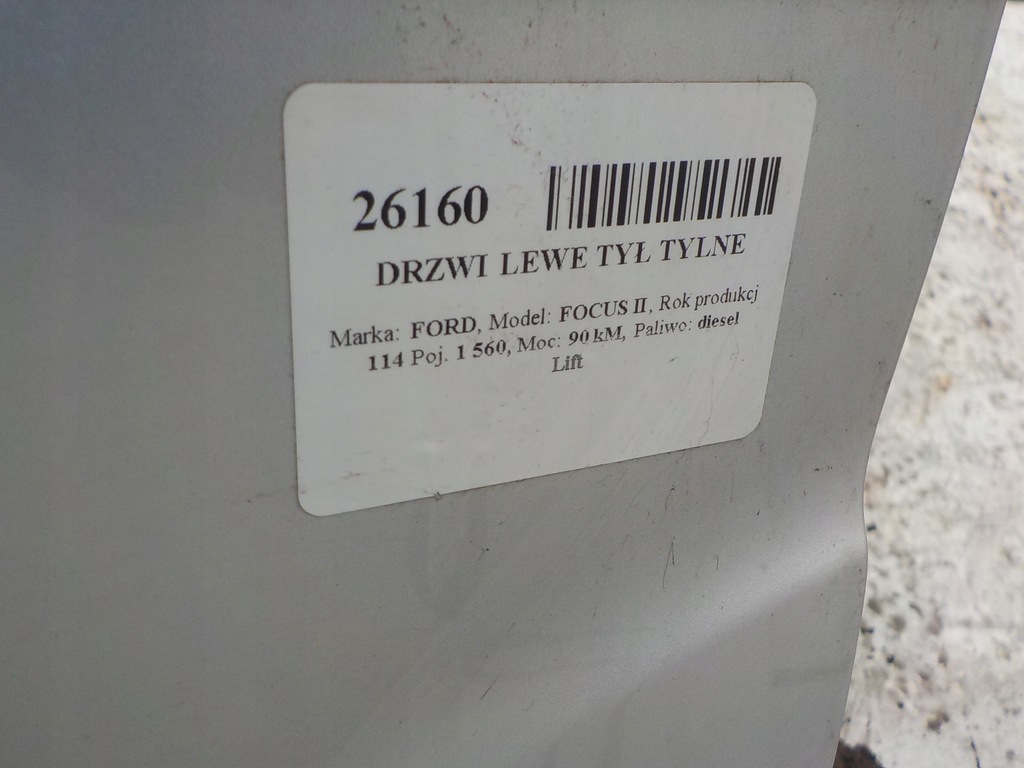 26160
DRZWI LEWE TYŁ TYLNE
Marka: FORD, Model: FOCUS II, Rok produkcj
114 Poj. 1 560, Moc: 90 kM, Paliwo: diesel
Lift